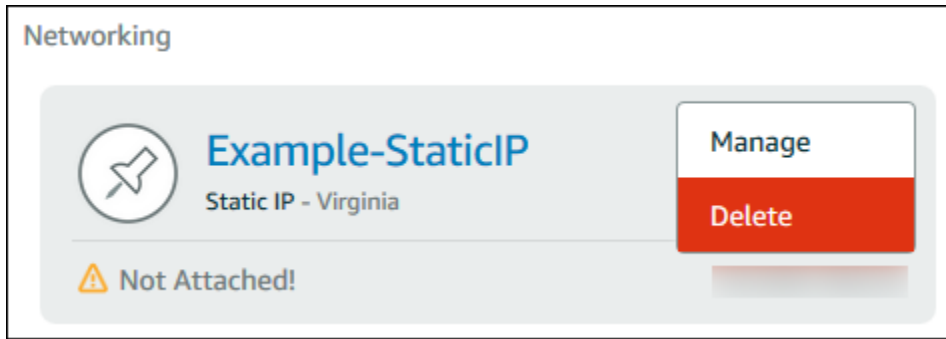 Networking
Example-StaticIP
Manage
Static IP - Virginia
Delete
Not Attached!